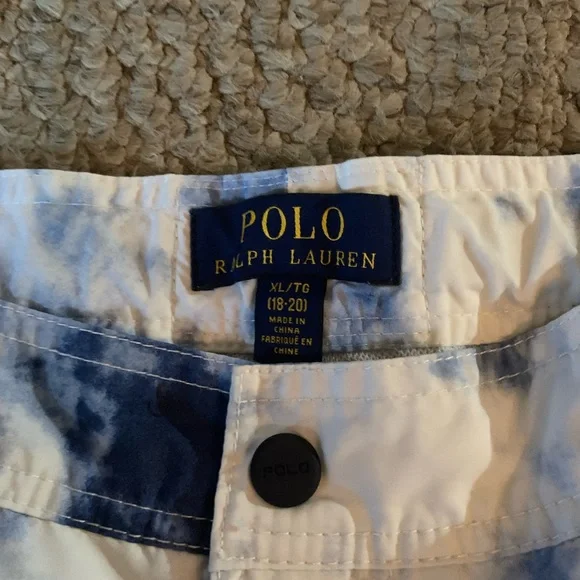 POLO
RALPH LAUREN
XL/TG
(18-20)
MADE IN
CHINA
FABRIQUÉ EN
CHINE
POLO